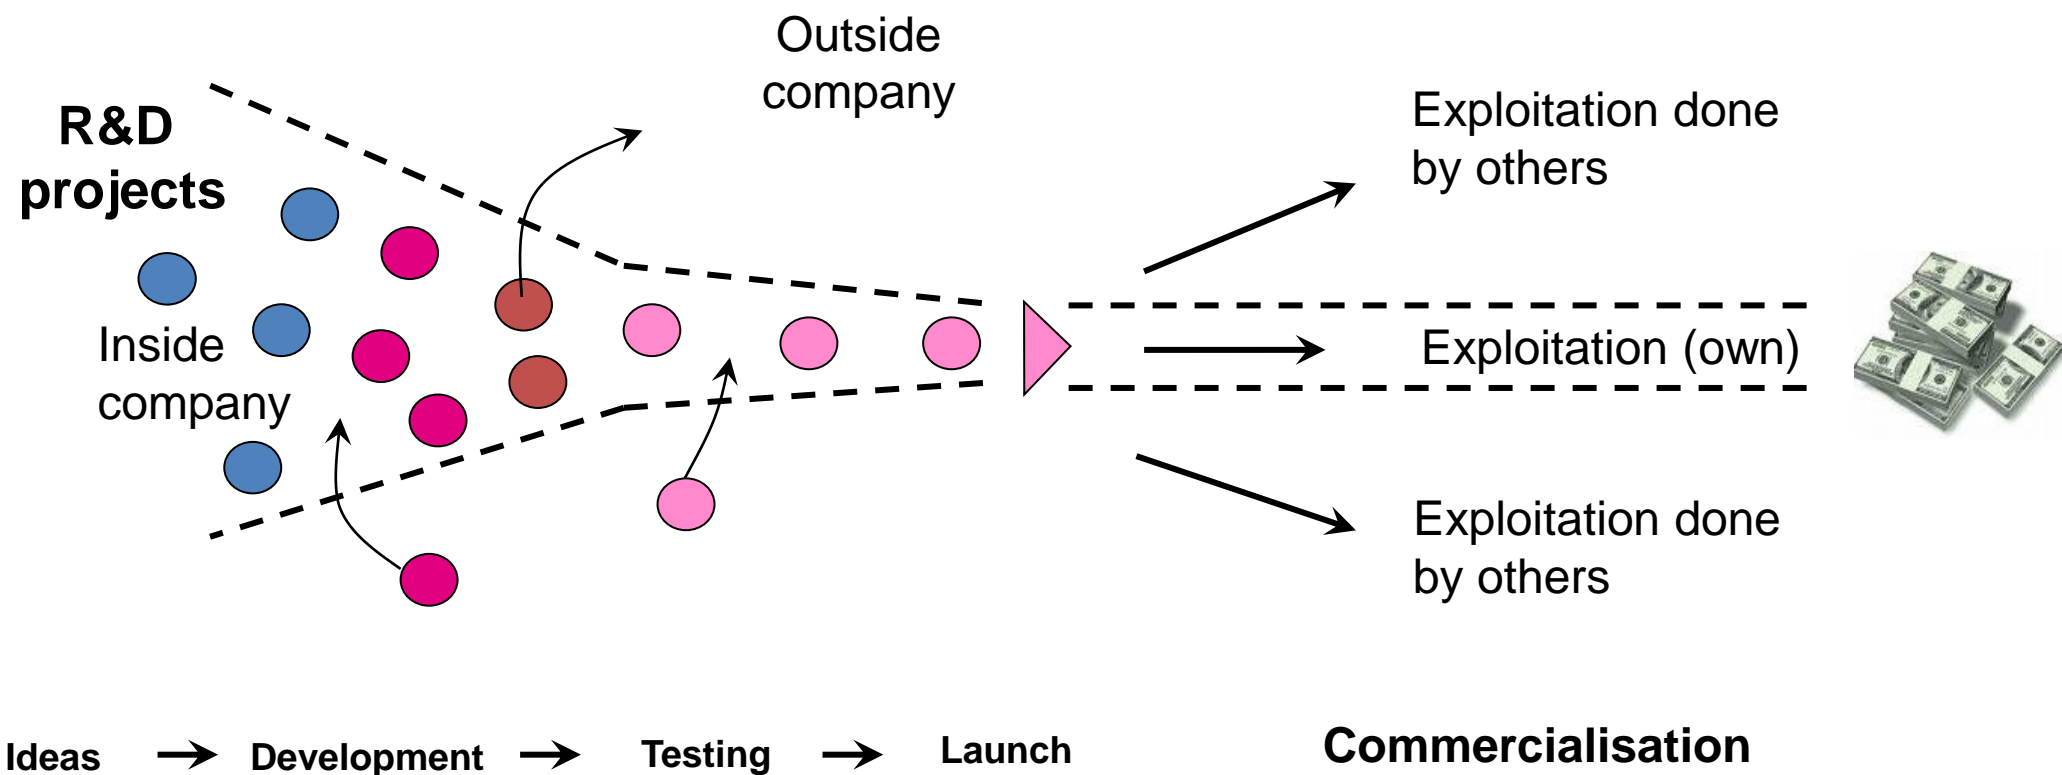 Outside
company
R&D
projects
Exploitation done
by others
Inside
company
Exploitation (own)
Exploitation done
by others
Ideas
Development
Testing
Launch
Commercialisation